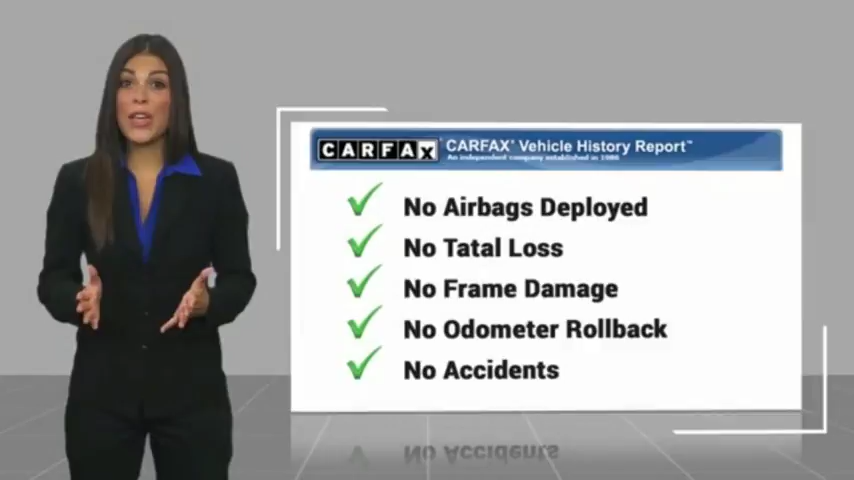 CARFAX CARFAX® Vehicle History Report™
An independent company established in 1986
No Airbags Deployed
No Tatal Loss
No Frame Damage
No Odometer Rollback
No Accidents
No Accidents